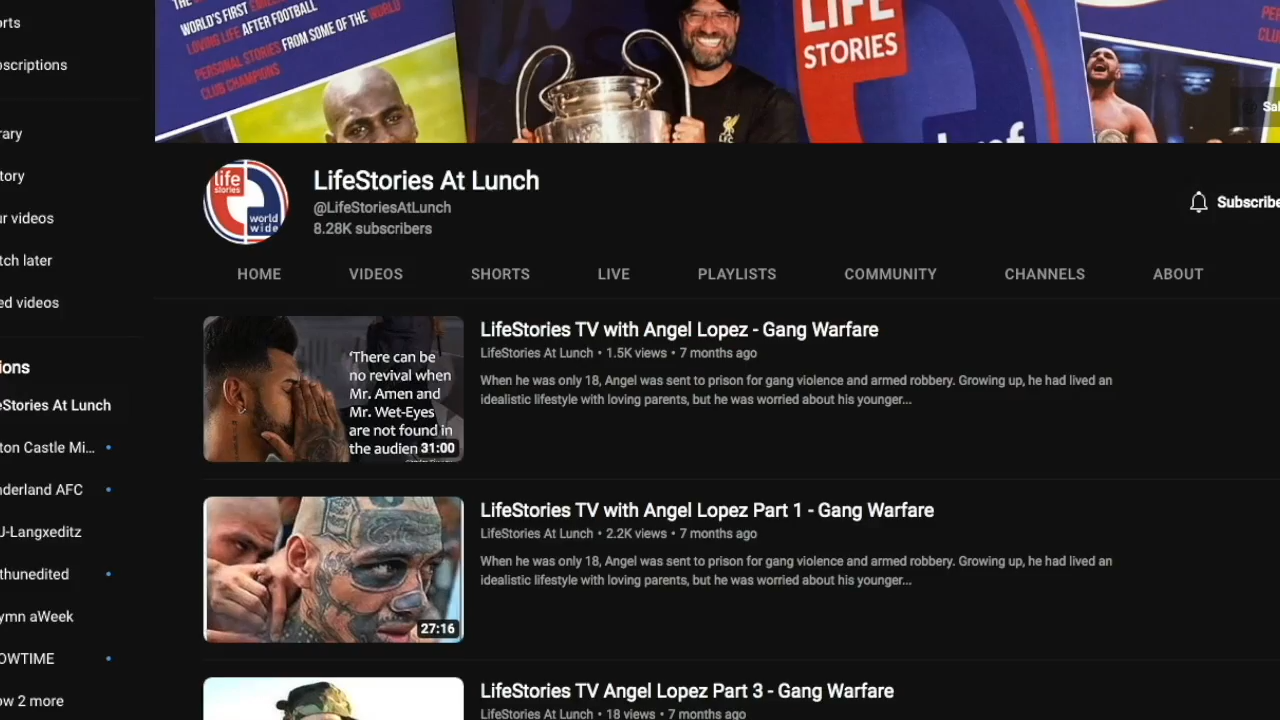 THE
WORLD'S FIRST
LOVING LIFE AFTER FOOTBALL
PERSONAL STORIES FROM SOME OF THE WORLD
CLUB CHAMPIONS
LIFE
STORIES
LifeStories At Lunch
@LifeStoriesAtLunch
8.28K subscribers
life
stories
world
wide
Subscribe
HOME VIDEOS SHORTS LIVE PLAYLISTS COMMUNITY CHANNELS ABOUT
orts
bscriptions
rary
tory
ur videos
tch later
ed videos
ions
eStories At Lunch
ton Castle Mi... •
nderland AFC •
J-Langxeditz
thunedited •
ymn aWeek
OWTIME •
ow 2 more
'There can be
no revival when
Mr. Amen and
Mr. Wet-Eyes
are not found in
the audien 31:00
LifeStories TV with Angel Lopez - Gang Warfare
LifeStories At Lunch • 1.5K views • 7 months ago
When he was only 18, Angel was sent to prison for gang violence and armed robbery. Growing up, he had lived an
idealistic lifestyle with loving parents, but he was worried about his younger...
27:16
LifeStories TV with Angel Lopez Part 1 - Gang Warfare
LifeStories At Lunch • 2.2K views • 7 months ago
When he was only 18, Angel was sent to prison for gang violence and armed robbery. Growing up, he had lived an
idealistic lifestyle with loving parents, but he was worried about his younger...
LifeStories TV Angel Lopez Part 3 - Gang Warfare
LifeStories At Lunch • 18 views • 7 months ago